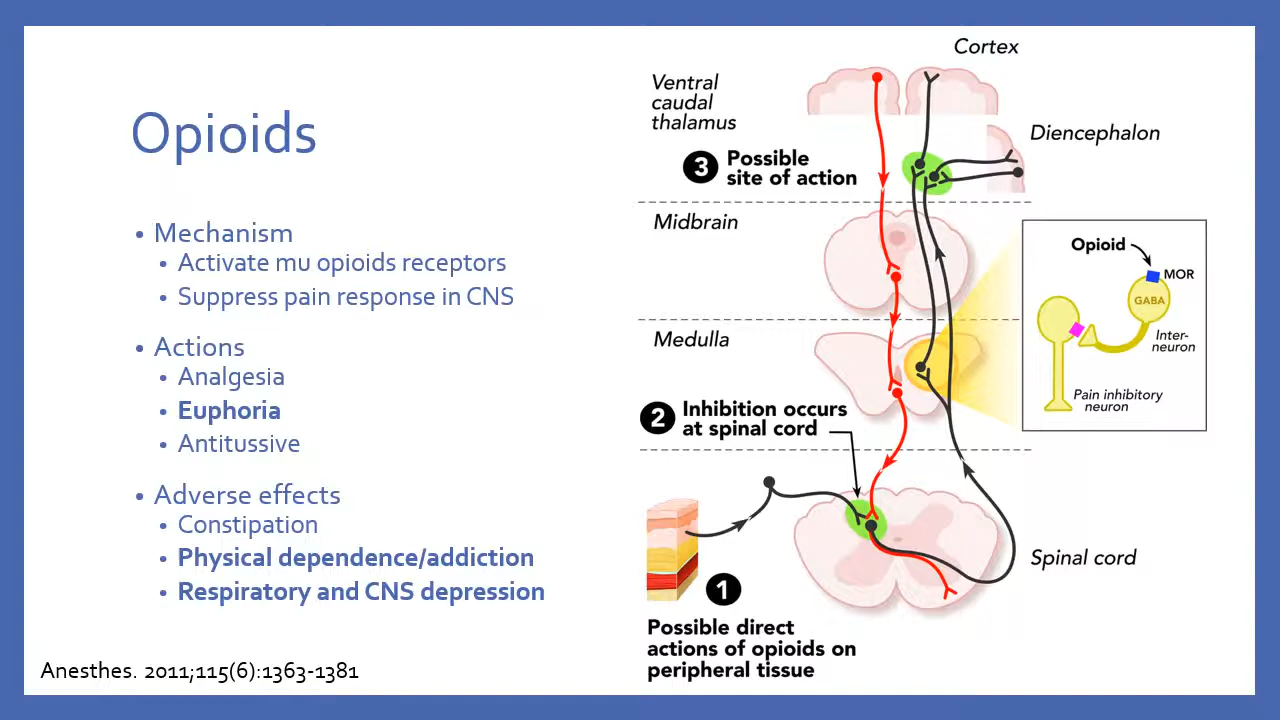 Opioids
• Mechanism
• Activate mu opioids receptors
• Suppress pain response in CNS
• Actions
• Analgesia
• Euphoria
• Antitussive
• Adverse effects
• Constipation
• Physical dependence/addiction
• Respiratory and CNS depression
Anesthes. 2011;115(6):1363-1381
Cortex
Ventral
caudal
thalamus
Diencephalon
3 Possible
site of action
Midbrain
Opioid
MOR
GABA
Inter-
neuron
Pain inhibitory
neuron
Medulla
2 Inhibition occurs
at spinal cord
Spinal cord
1
Possible direct
actions of opioids on
peripheral tissue